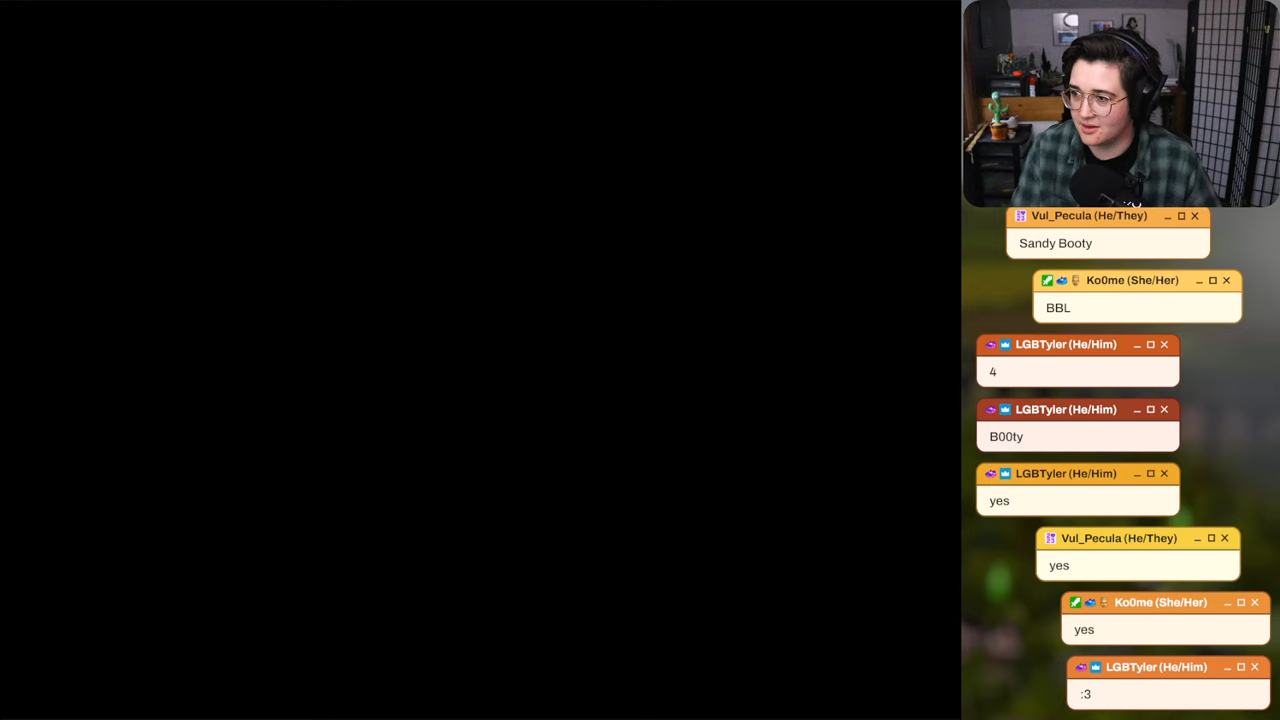 Vul_Pecula (He/They)
Sandy Booty
Ko0me (She/Her)
BBL
LGBTyler (He/Him)
4
LGBTyler (He/Him)
B00ty
LGBTyler (He/Him)
yes
Vul_Pecula (He/They)
yes
Ko0me (She/Her)
yes
LGBTyler (He/Him)
:3